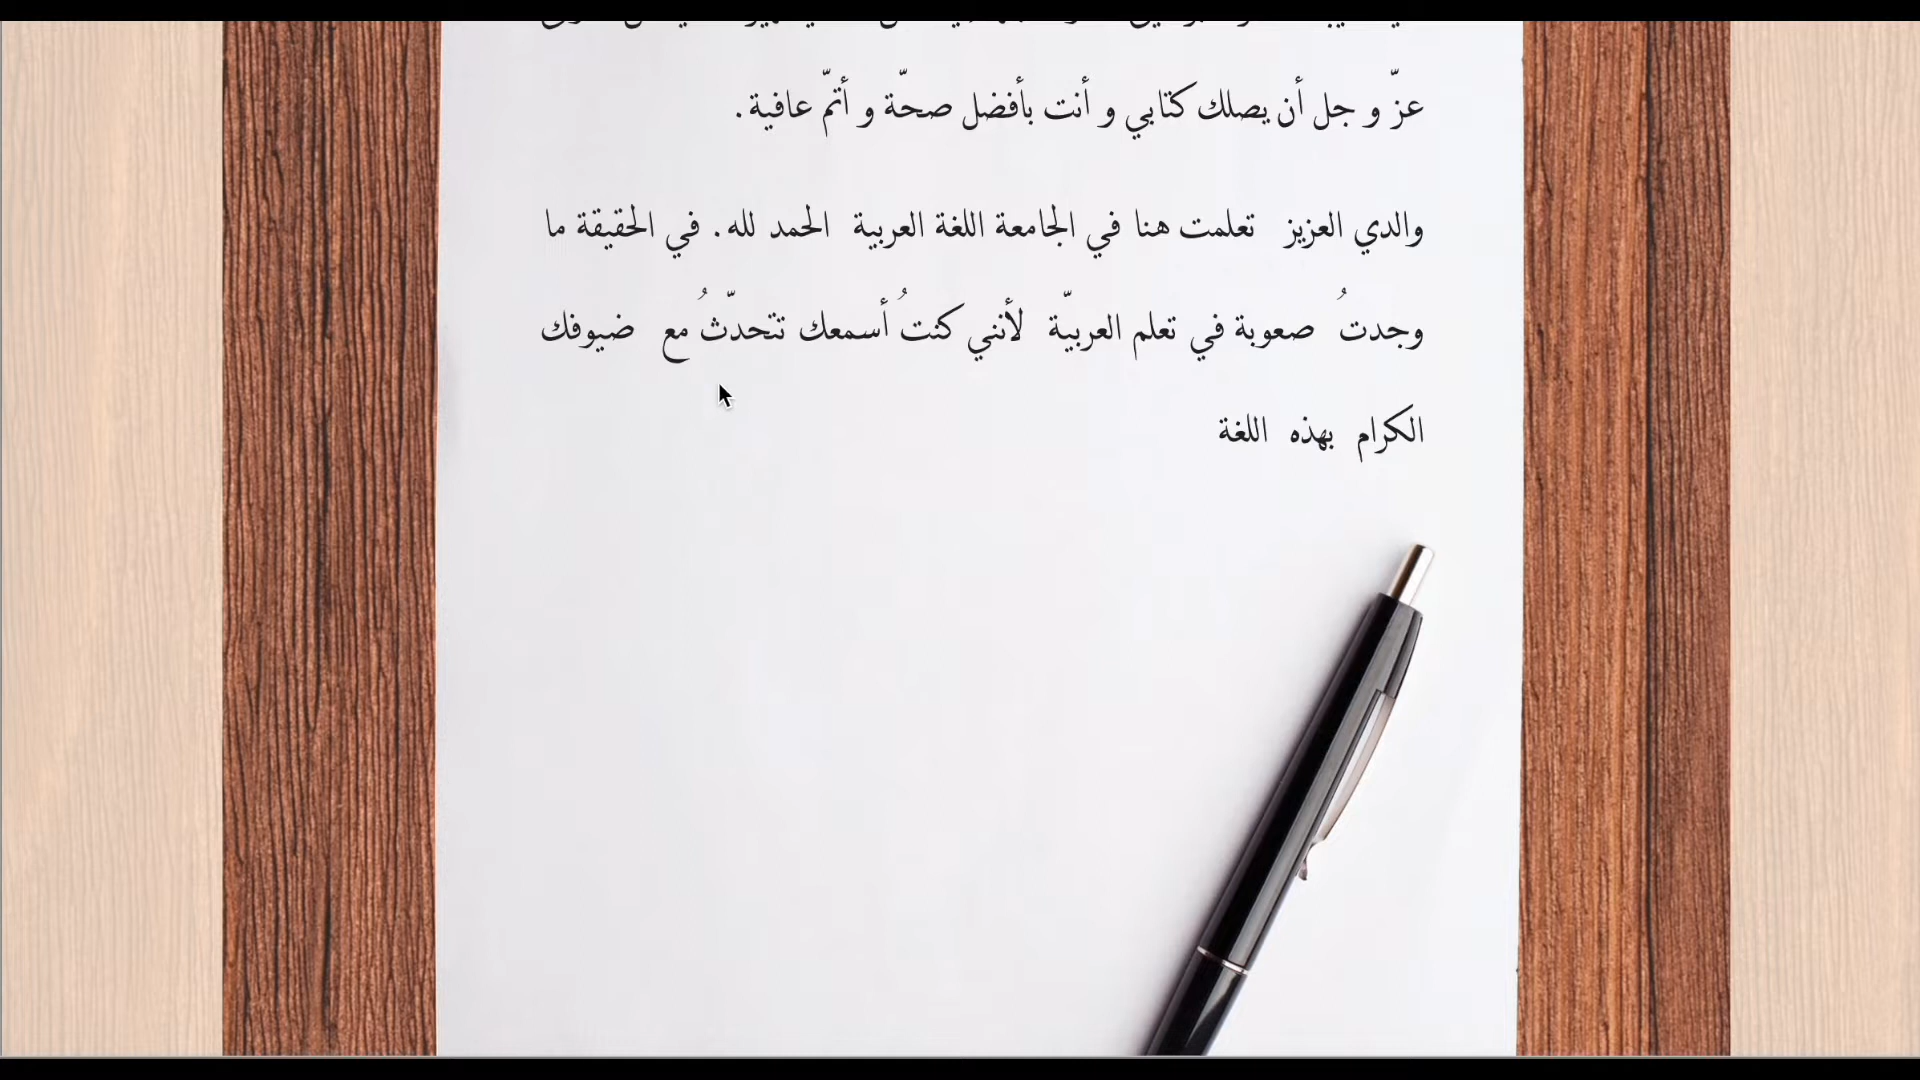 عزّ و جل أن يصلك كتابي و أنت بأفضل صحّة و أتمّ عافية.
والدي العزيز تعلمت هنا في الجامعة اللغة العربية الحمد لله. في الحقيقة ما
وجدتُ صعوبة في تعلم العربيّة لأنني كنتُ أسمعك تتحدّثُ مع ضيوفك
الكرام بهذه اللغة